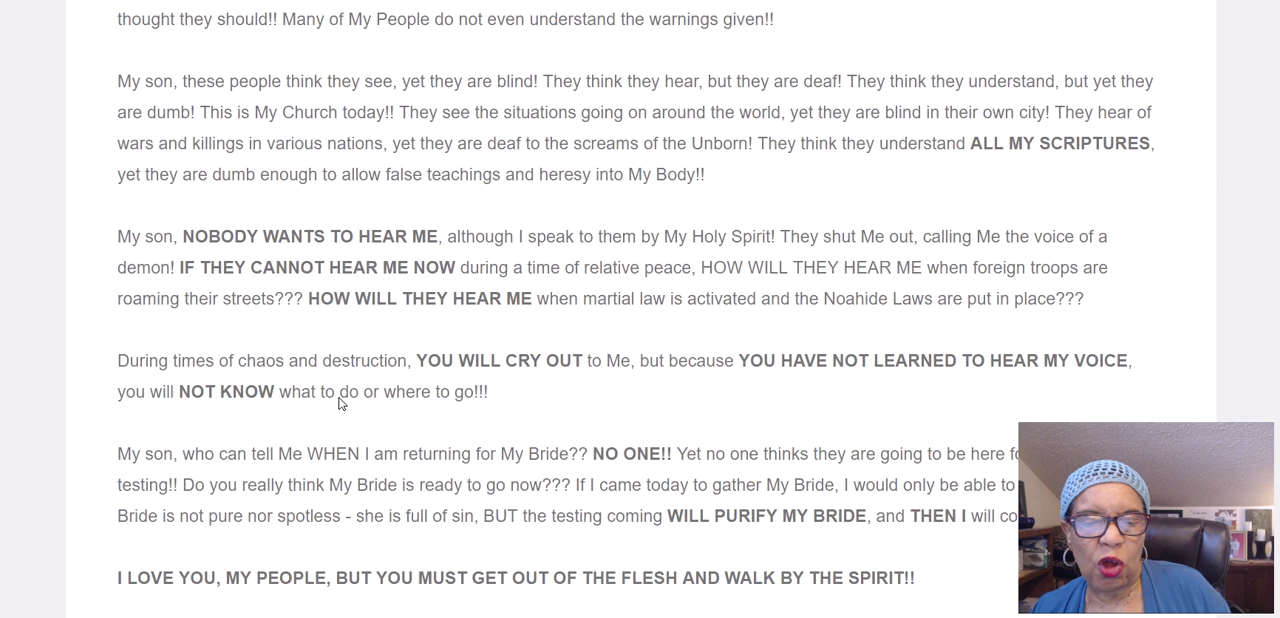 thought they should!! Many of My People do not even understand the warnings given!!
My son, these people think they see, yet they are blind! They think they hear, but they are deaf! They think they understand, but yet they
are dumb! This is My Church today!! They see the situations going on around the world, yet they are blind in their own city! They hear of
wars and killings in various nations, yet they are deaf to the screams of the Unborn! They think they understand ALL MY SCRIPTURES,
yet they are dumb enough to allow false teachings and heresy into My Body!!
My son, NOBODY WANTS TO HEAR ME, although I speak to them by My Holy Spirit! They shut Me out, calling Me the voice of a
demon! IF THEY CANNOT HEAR ME NOW during a time of relative peace, HOW WILL THEY HEAR ME when foreign troops are
roaming their streets??? HOW WILL THEY HEAR ME when martial law is activated and the Noahide Laws are put in place???
During times of chaos and destruction, YOU WILL CRY OUT to Me, but because YOU HAVE NOT LEARNED TO HEAR MY VOICE,
you will NOT KNOW what to do or where to go!!!
My son, who can tell Me WHEN I am returning for My Bride?? NO ONE!! Yet no one thinks they are going to be here
testing!! Do you really think My Bride is ready to go now??? If I came today to gather My Bride, I would only be able to
Bride is not pure nor spotless - she is full of sin, BUT the testing coming WILL PURIFY MY BRIDE, and THEN I will
I LOVE YOU, MY PEOPLE, BUT YOU MUST GET OUT OF THE FLESH AND WALK BY THE SPIRIT!!